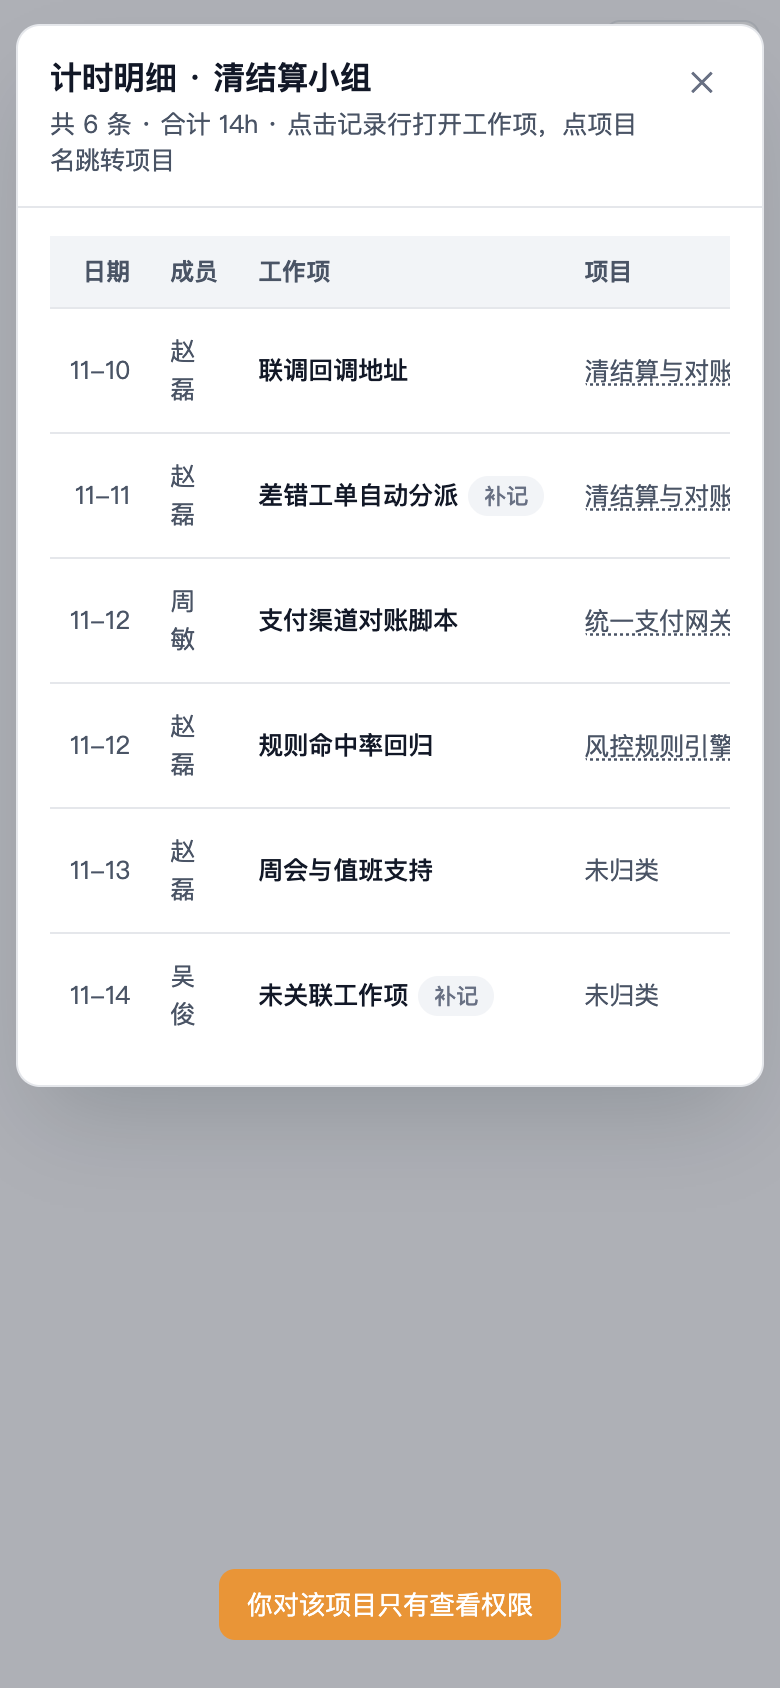 计时明细 · 清结算小组
共 6 条 · 合计 14h · 点击记录行打开工作项，点项目
名跳转项目
日期 成员 工作项 项目
11–10 赵磊 联调回调地址 清结算与对账
11–11 赵磊 差错工单自动分派 补记 清结算与对账
11–12 周敏 支付渠道对账脚本 统一支付网关
11–12 赵磊 规则命中率回归 风控规则引擎
11–13 赵磊 周会与值班支持 未归类
11–14 吴俊 未关联工作项 补记 未归类
你对该项目只有查看权限